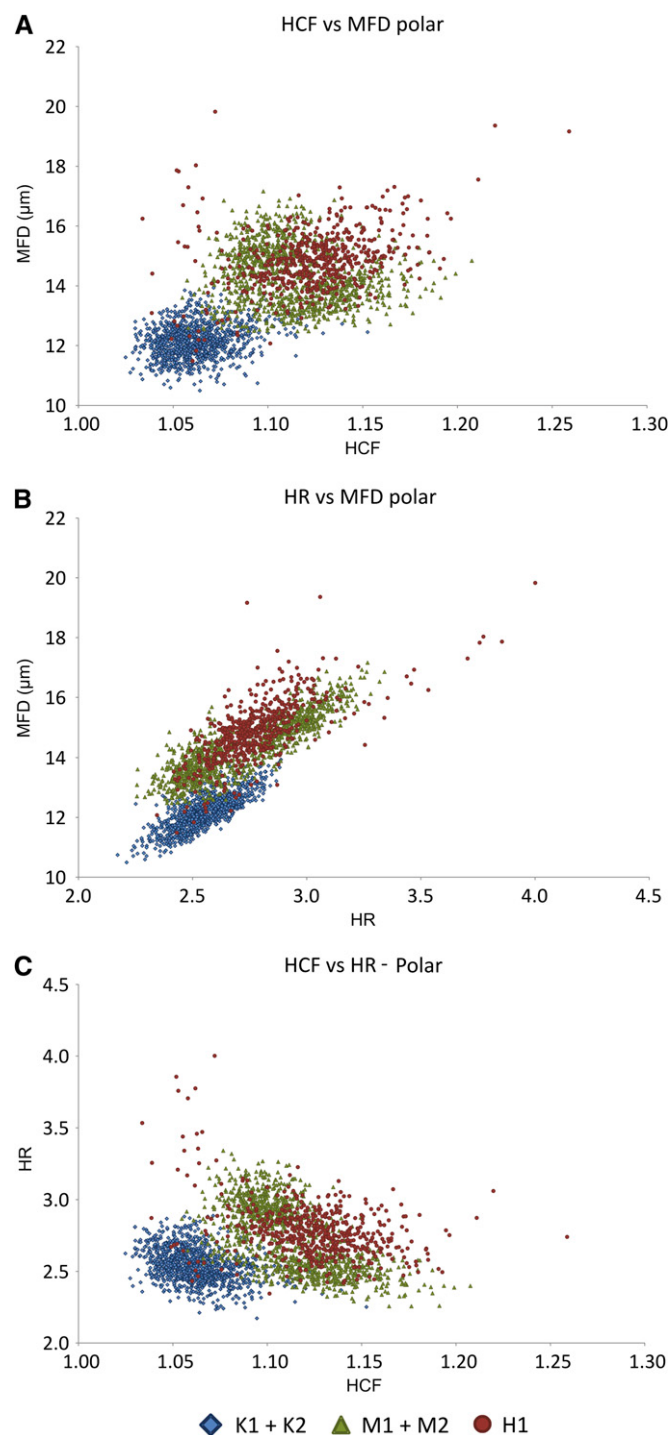 A
HCF vs MFD polar
22
20
18
16
14
12
10
MFD (µm)
1.00 1.05 1.10 1.15 1.20 1.25 1.30
HCF
B
HR vs MFD polar
22
20
18
16
14
12
10
MFD (µm)
2.0 2.5 3.0 3.5 4.0 4.5
HR
C
HCF vs HR - Polar
4.5
4.0
3.5
3.0
2.5
2.0
HR
1.00 1.05 1.10 1.15 1.20 1.25 1.30
HCF
K1 + K2 M1 + M2 H1